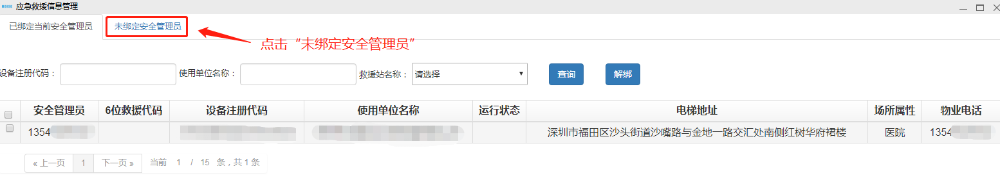 应急救援信息管理
已绑定当前安全管理员 未绑定安全管理员
点击“未绑定安全管理员”
设备注册代码： 使用单位名称： 救援站名称： 请选择 查询 解绑
安全管理员 6位救援代码 设备注册代码 使用单位名称 运行状态 电梯地址 场所属性 物业电话
1354 深圳市福田区沙头街道沙嘴路与金地一路交汇处南侧红树华府裙楼 医院 1354
« 上一页 1 下一页 » 当前 1 / 15 条，共 1 条